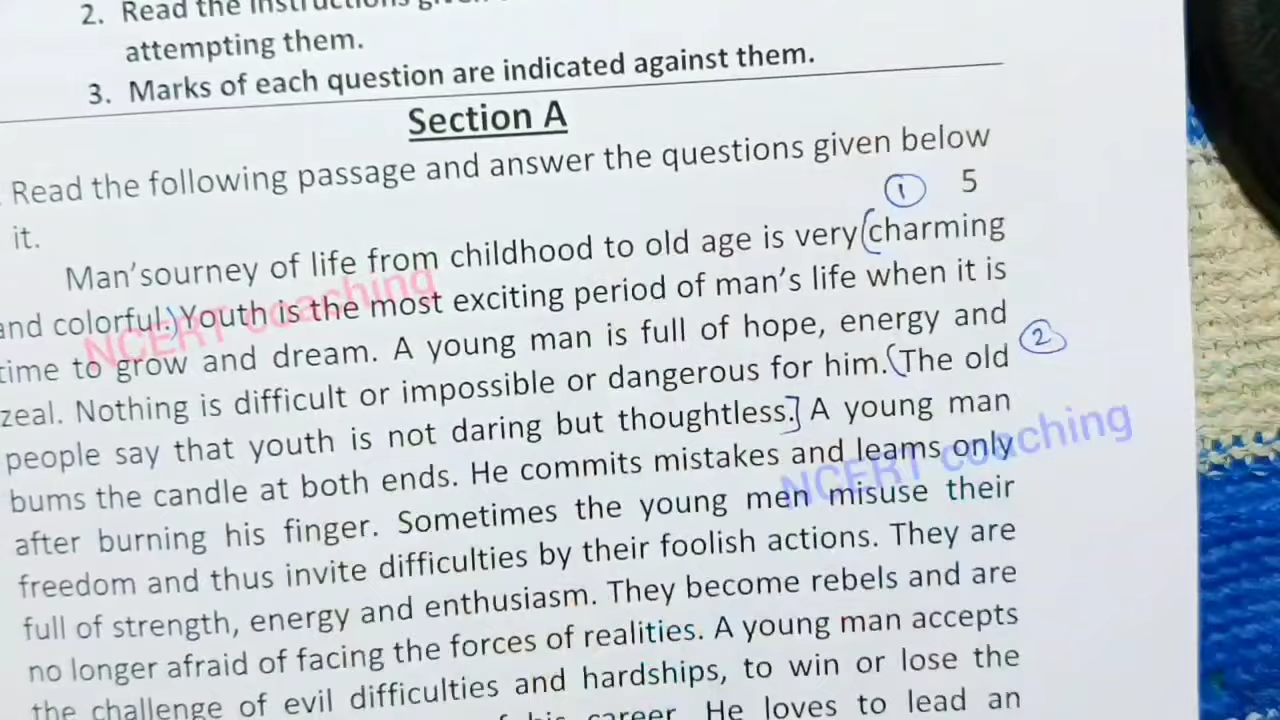 2. Read the instructions
attempting them.
3. Marks of each question are indicated against them.
Section A
Read the following passage and answer the questions given below
it.
1 5
Man'sourney of life from childhood to old age is very (charming
and colorful.) Youth is the most exciting period of man's life when it is
time to grow and dream. A young man is full of hope, energy and
zeal. Nothing is difficult or impossible or dangerous for him. (The old
2
people say that youth is not daring but thoughtless.] A young man
bums the candle at both ends. He commits mistakes and leams only
after burning his finger. Sometimes the young men misuse their
freedom and thus invite difficulties by their foolish actions. They are
full of strength, energy and enthusiasm. They become rebels and are
no longer afraid of facing the forces of realities. A young man accepts
the challenge of evil difficulties and hardships, to win or lose the
his career. He loves to lead an
NCERT coaching
NCERT coaching